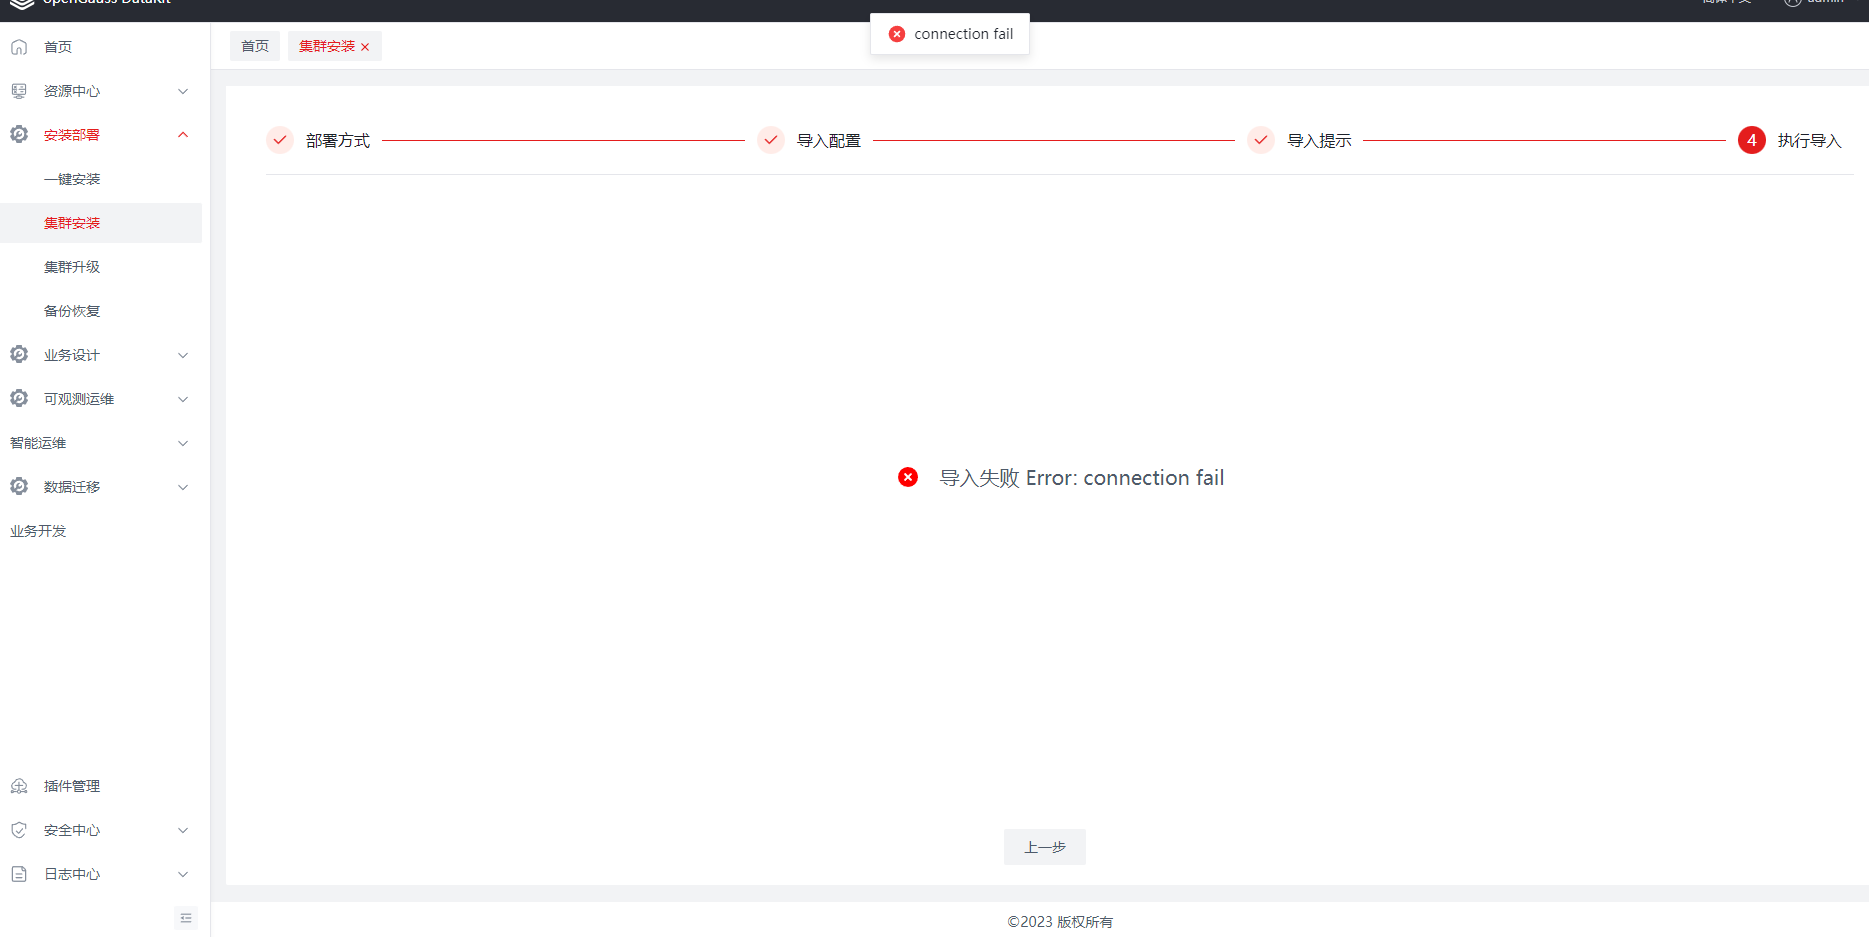 openGauss DataKit
admin
connection fail
首页
资源中心
安装部署
一键安装
集群安装
集群升级
备份恢复
业务设计
可观测运维
智能运维
数据迁移
业务开发
插件管理
安全中心
日志中心
首页
集群安装
部署方式
导入配置
导入提示
4 执行导入
导入失败 Error: connection fail
上一步
©2023 版权所有